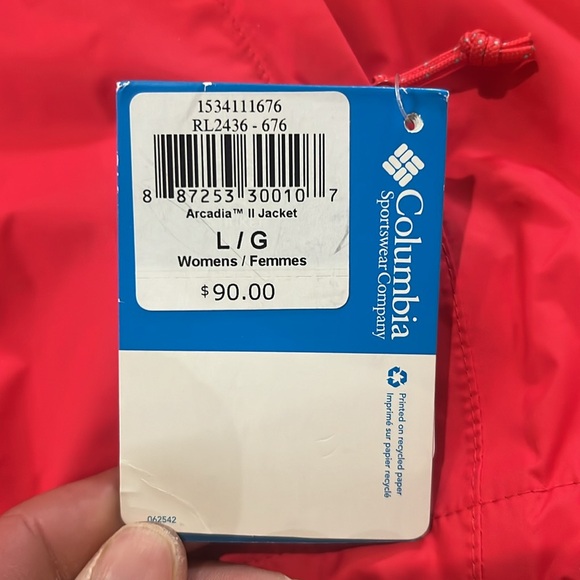 1534111676
RL2436 - 676
8 87253 30010 7
Arcadia™ II Jacket
L / G
Womens / Femmes
$90.00
Columbia
Sportswear Company
Printed on recycled paper
Imprimé sur papier recyclé
062542